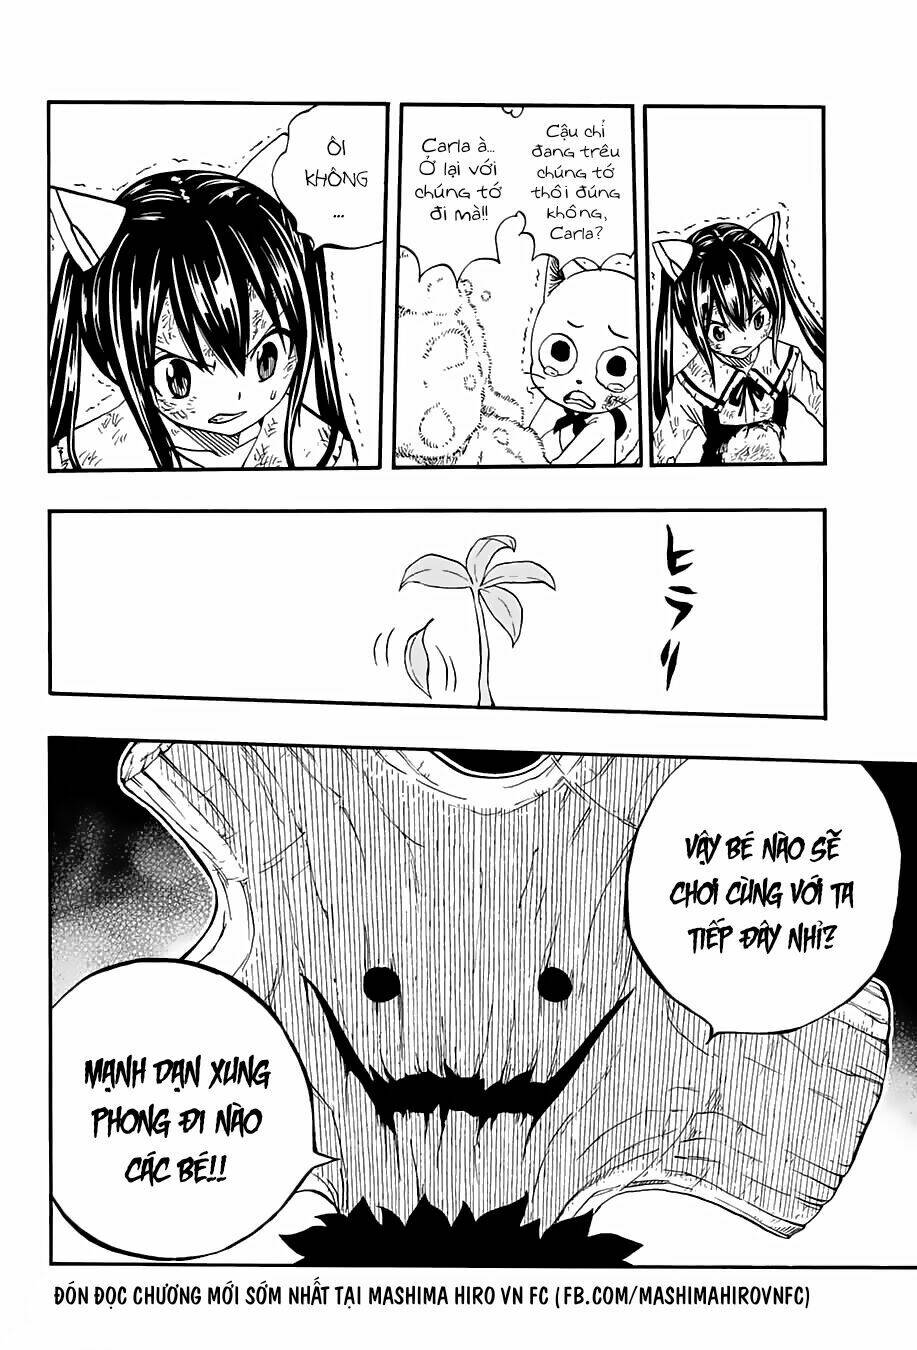 Cậu chỉ
đang trêu
chúng tớ
thôi đúng
không,
Carla?
Carla à...
Ở lại với
chúng tớ
đi mà!!
ÔI
KHÔNG
...
ヒラリ
VẬY BÉ NÀO SẼ
CHƠI CÙNG VỚI TA
TIẾP ĐÂY NHỈ?
MẠNH DẠN XUNG
PHONG ĐI NÀO
CÁC BÉ!!
ĐÓN ĐỌC CHƯƠNG MỚI SỚM NHẤT TẠI MASHIMA HIRO VN FC (FB.COM/MASHIMAHIROVNFC)